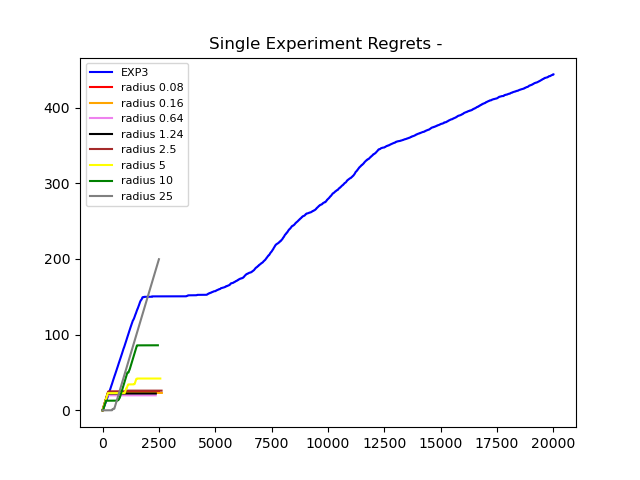 Single Experiment Regrets -
EXP3
radius 0.08
radius 0.16
radius 0.64
radius 1.24
radius 2.5
radius 5
radius 10
radius 25
400
300
200
100
0
0 2500 5000 7500 10000 12500 15000 17500 20000